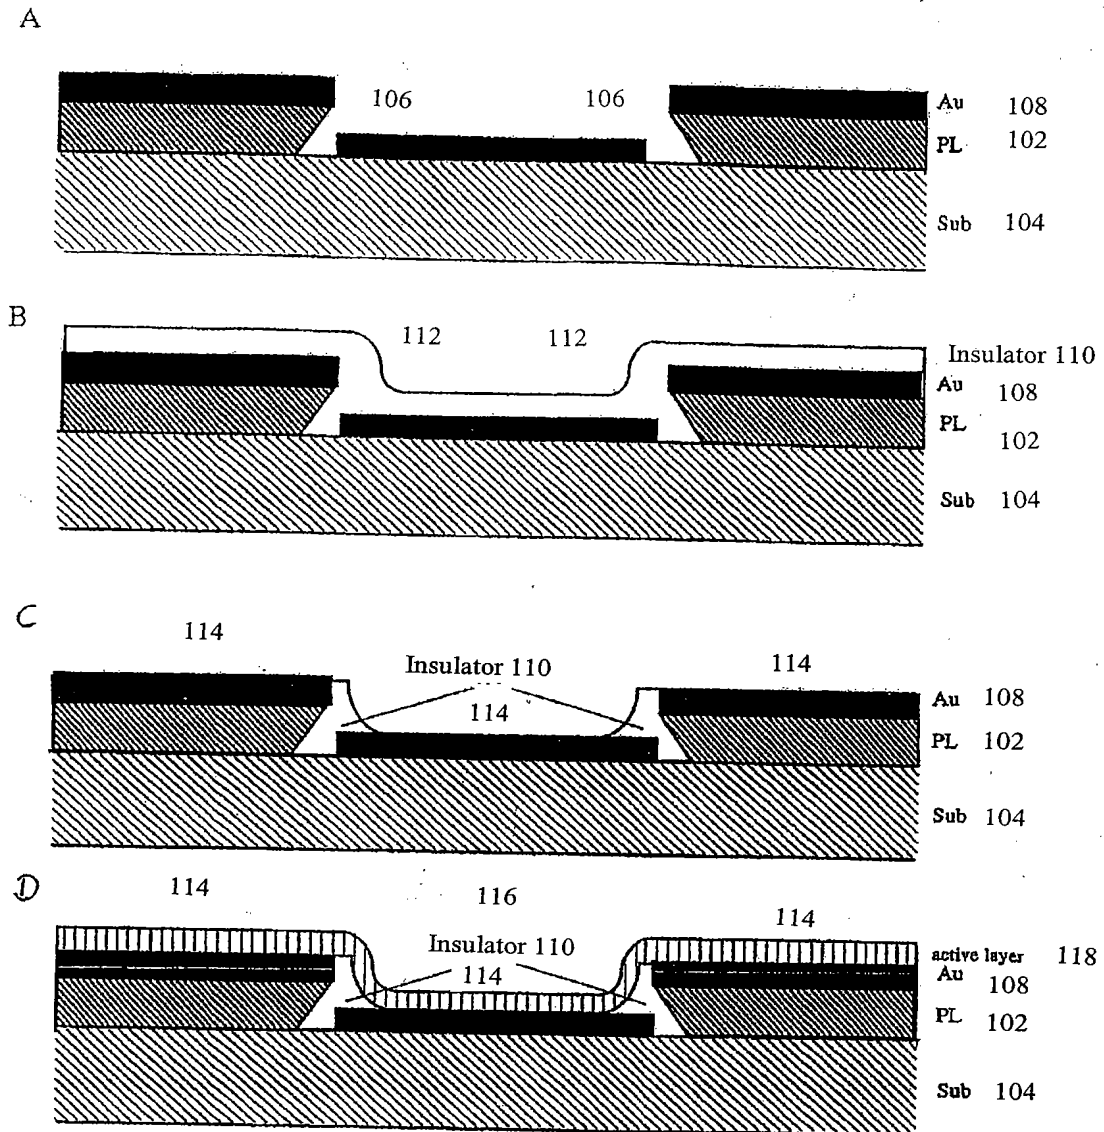 A
106 106
Au 108
PL 102
Sub 104
B
112 112
Insulator 110
Au 108
PL 102
Sub 104
C
114
Insulator 110
114
114
Au 108
PL 102
Sub 104
D
114
116
114
Insulator 110
114
active layer 118
Au 108
PL 102
Sub 104